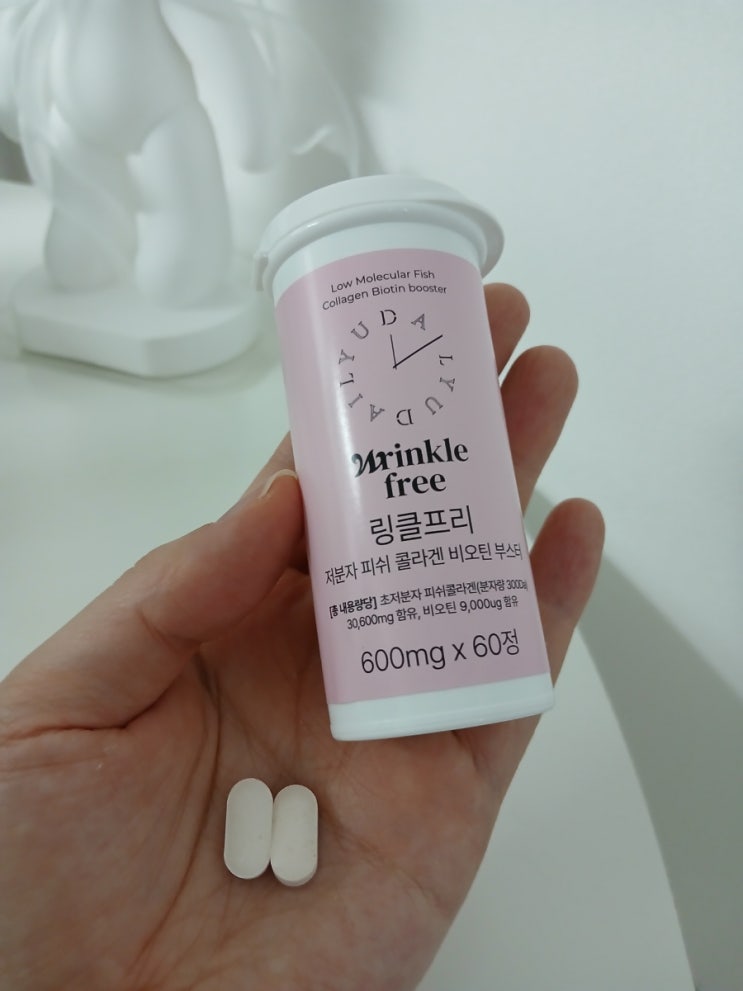 Low Molecular Fish
Collagen Biotin booster
DAILYUDAILYU
Wrinkle
free
링클프리
저분자 피쉬 콜라겐 비오틴 부스터
[총 내용량당] 초저분자 피쉬콜라겐(분자량 300Da)
30,600mg 함유, 비오틴 9,000ug 함유
600mg x 60정